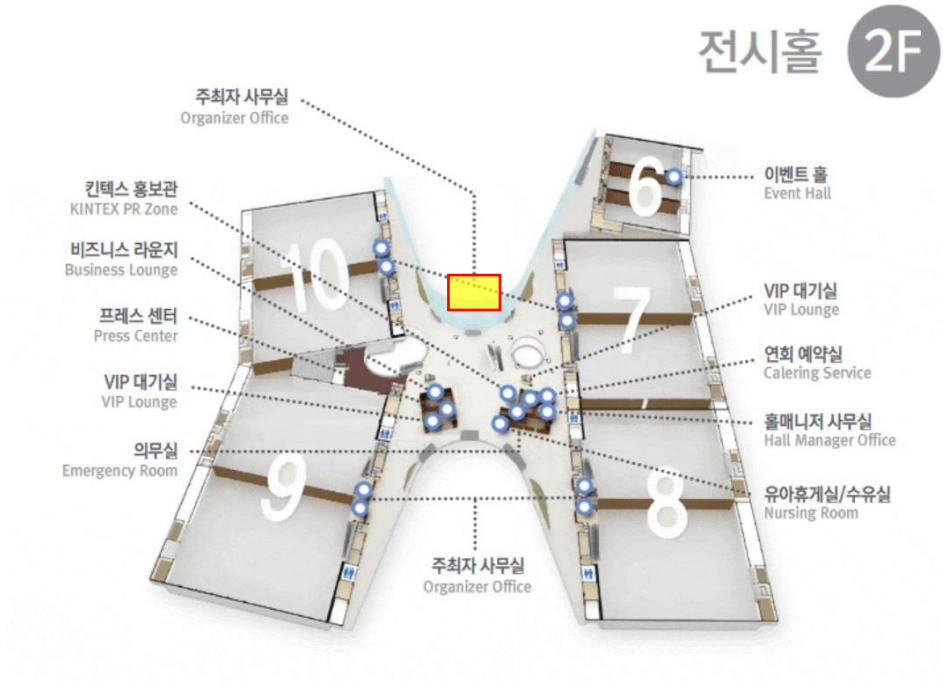 전시홀 2F
주최자 사무실
Organizer Office
킨텍스 홍보관
KINTEX PR Zone
비즈니스 라운지
Business Lounge
프레스 센터
Press Center
VIP 대기실
VIP Lounge
의무실
Emergency Room
10
9
6
7
8
이벤트 홀
Event Hall
VIP 대기실
VIP Lounge
연회 예약실
Calering Service
홀매니저 사무실
Hall Manager Office
유아휴게실/수유실
Nursing Room
주최자 사무실
Organizer Office